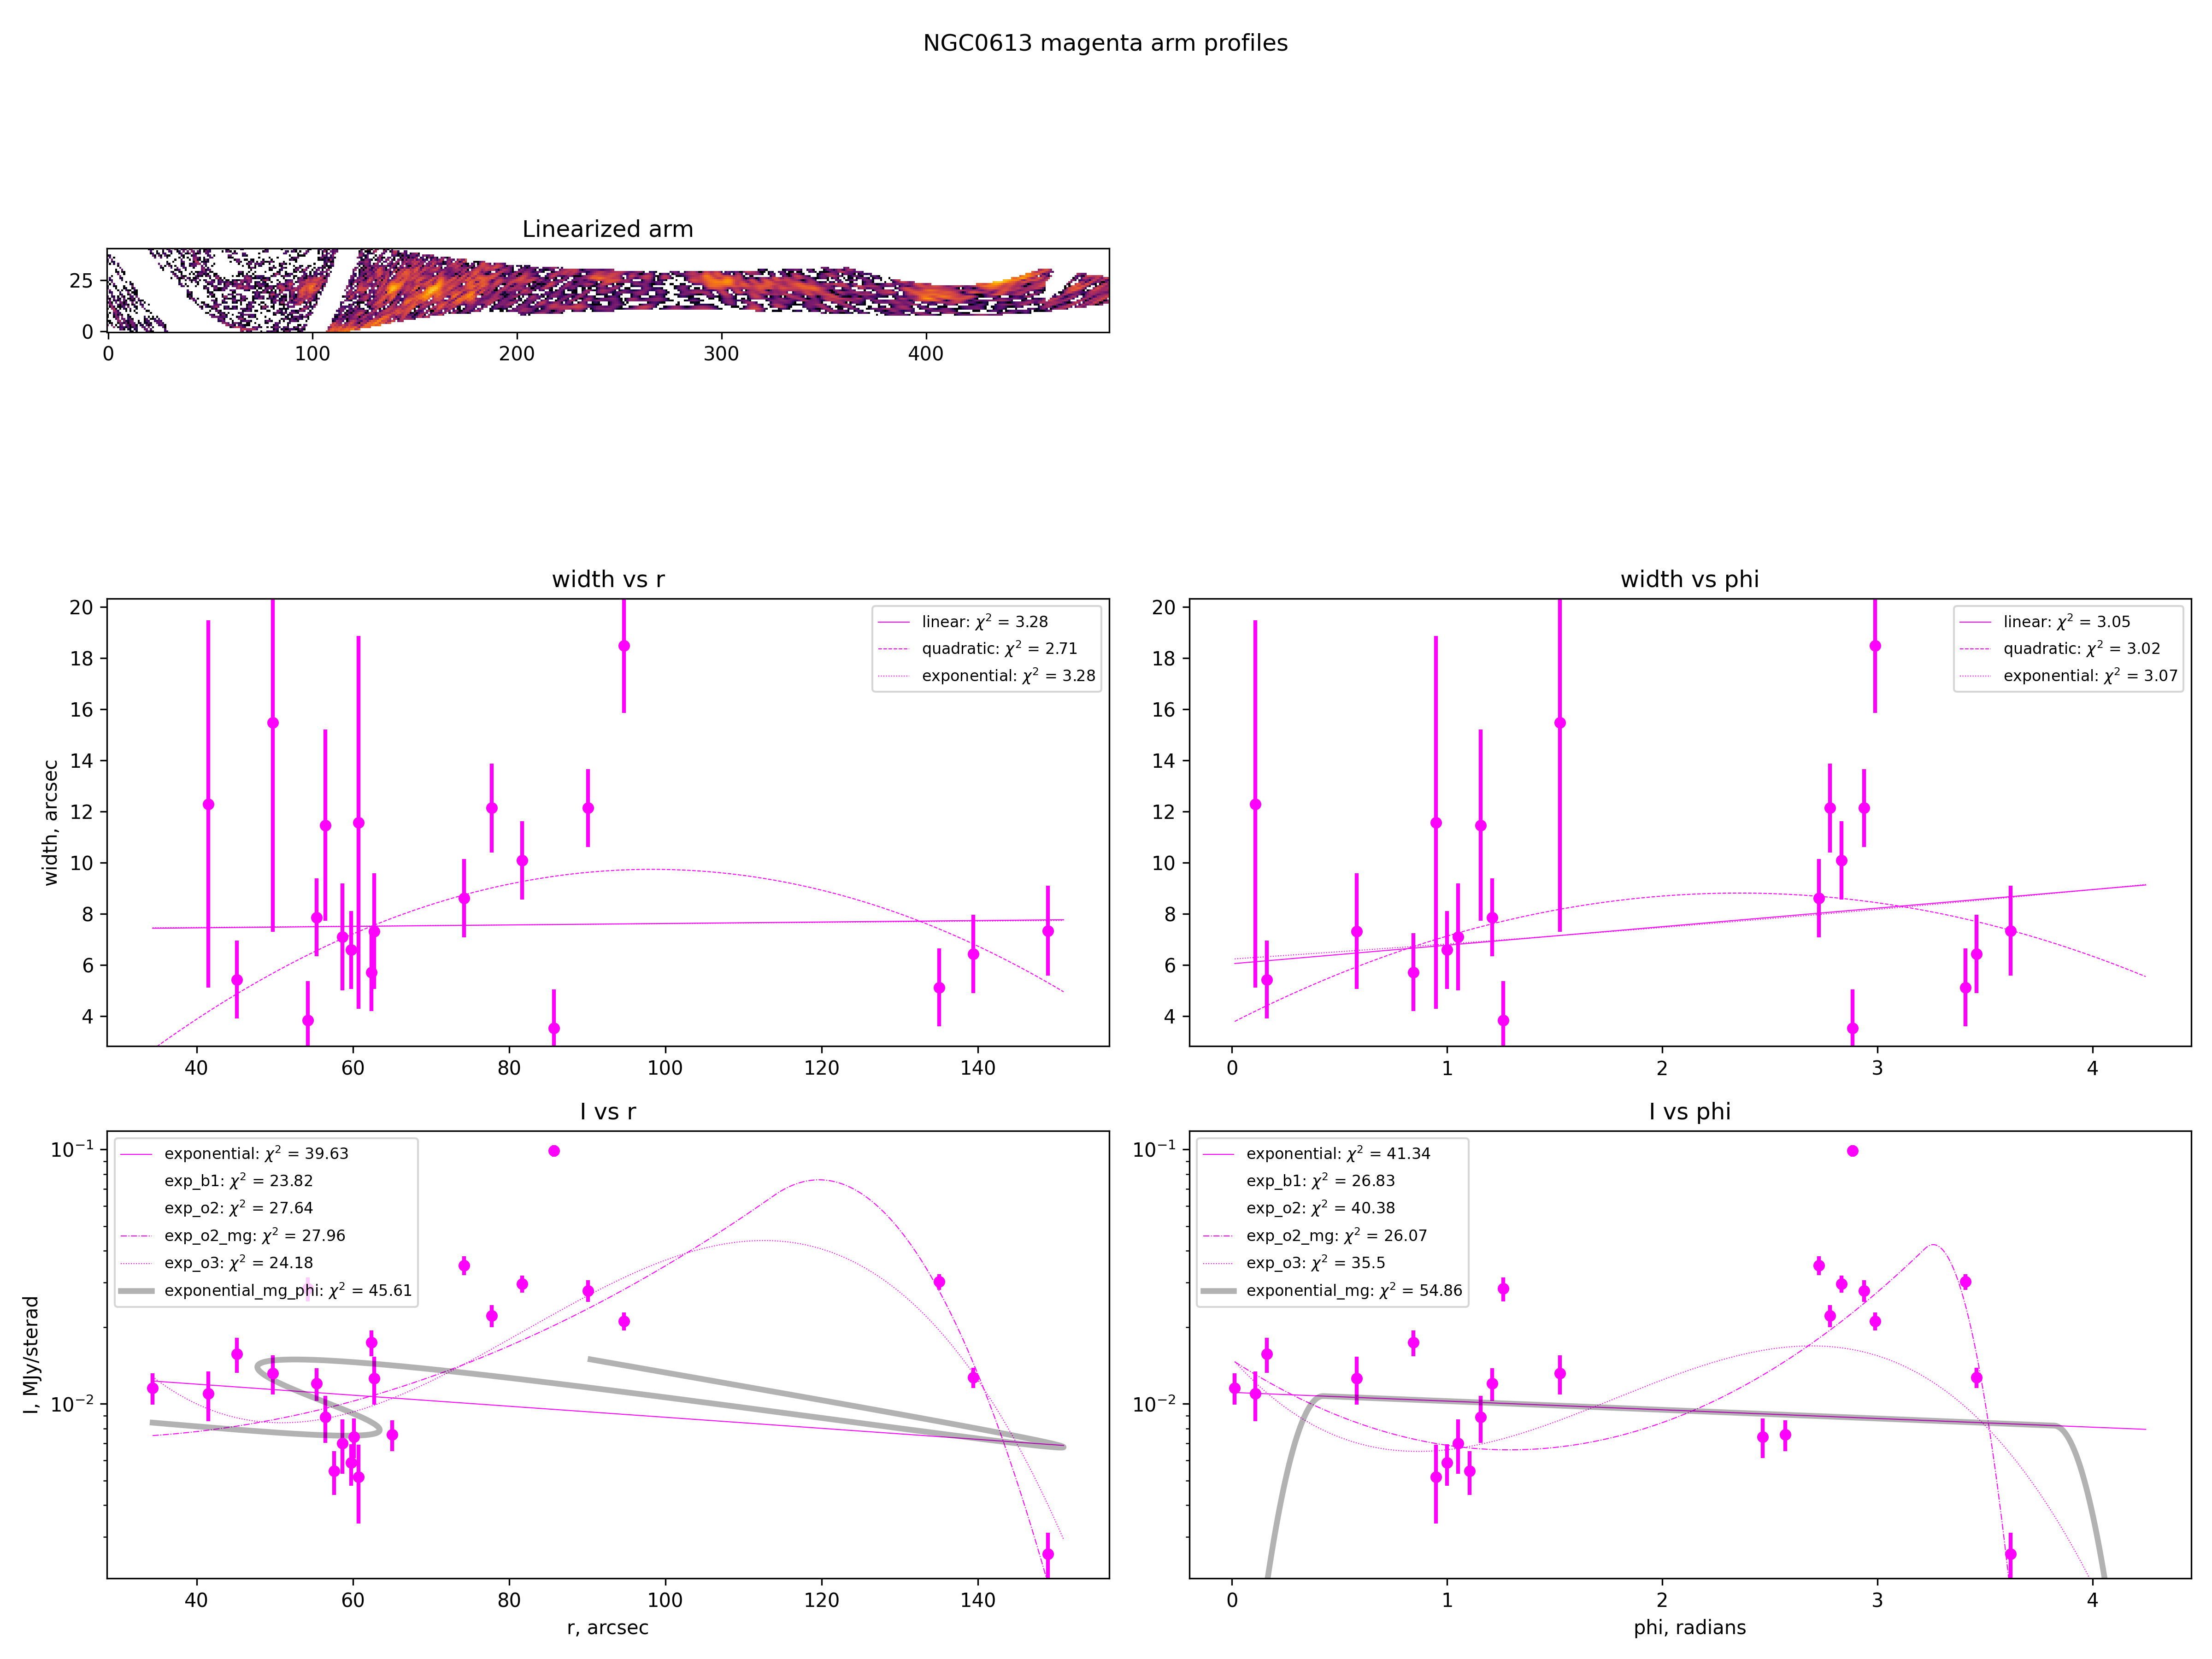 NGC0613 magenta arm profiles
Linearized arm
25
0
0 100 200 300 400
width vs r
width, arcsec
20
18
16
14
12
10
8
6
4
40 60 80 100 120 140
linear: χ² = 3.28
quadratic: χ² = 2.71
exponential: χ² = 3.28
width vs phi
20
18
16
14
12
10
8
6
4
0 1 2 3 4
linear: χ² = 3.05
quadratic: χ² = 3.02
exponential: χ² = 3.07
I vs r
I, MJy/sterad
10⁻¹
10⁻²
exponential: χ² = 39.63
exp_b1: χ² = 23.82
exp_o2: χ² = 27.64
exp_o2_mg: χ² = 27.96
exp_o3: χ² = 24.18
exponential_mg_phi: χ² = 45.61
40 60 80 100 120 140
r, arcsec
I vs phi
10⁻¹
10⁻²
exponential: χ² = 41.34
exp_b1: χ² = 26.83
exp_o2: χ² = 40.38
exp_o2_mg: χ² = 26.07
exp_o3: χ² = 35.5
exponential_mg: χ² = 54.86
0 1 2 3 4
phi, radians